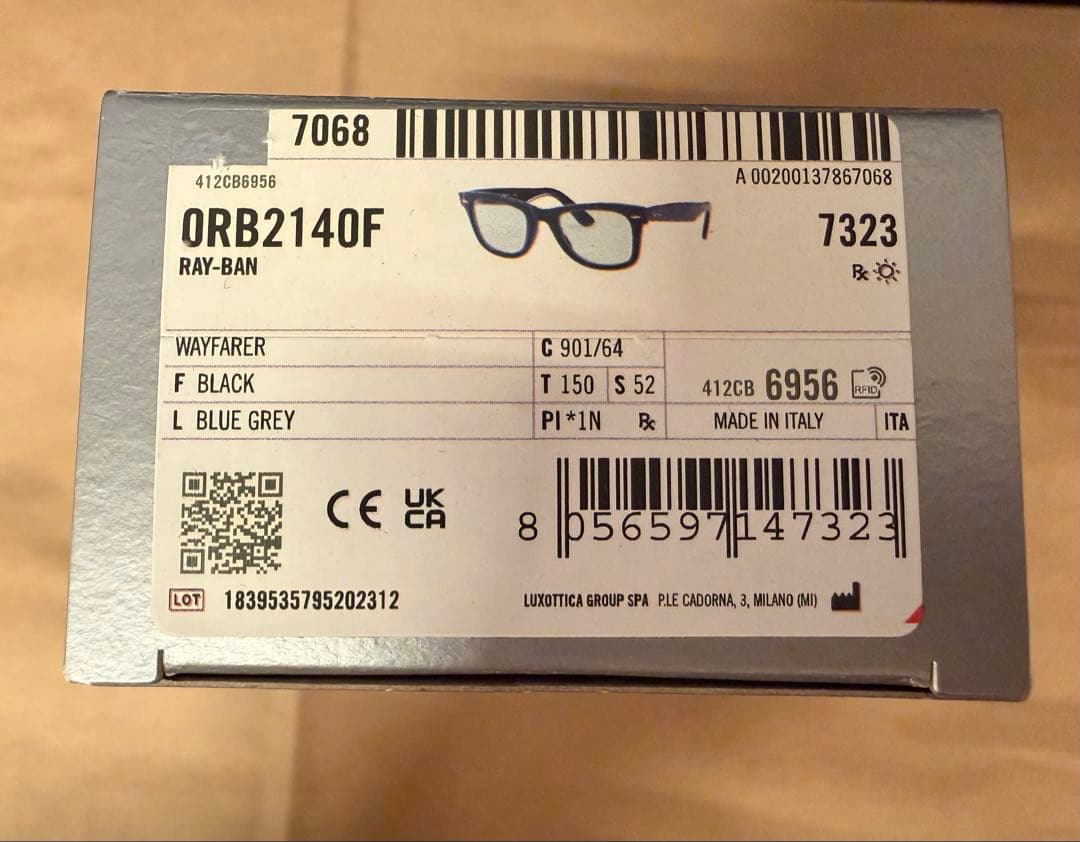 7068
412CB6956
A 00200137867068
0RB2140F
7323
RAY-BAN
Rx
WAYFARER
C 901/64
F BLACK
T 150
S 52
412CB 6956
RFID
L BLUE GREY
PI *1N
Rx
MADE IN ITALY
ITA
CE
UK
CA
8 056597 147323
LOT
1839535795202312
LUXOTTICA GROUP SPA P.LE CADORNA, 3, MILANO (MI)